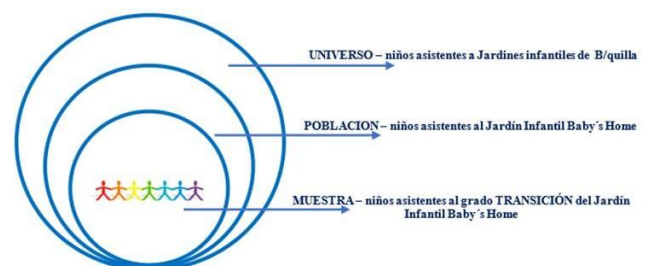 UNIVERSO – niños asistentes a Jardines infantiles de B/quilla
POBLACION – niños asistentes al Jardín Infantil Baby´s Home
MUESTRA – niños asistentes al grado TRANSICIÓN del Jardín
Infantil Baby´s Home